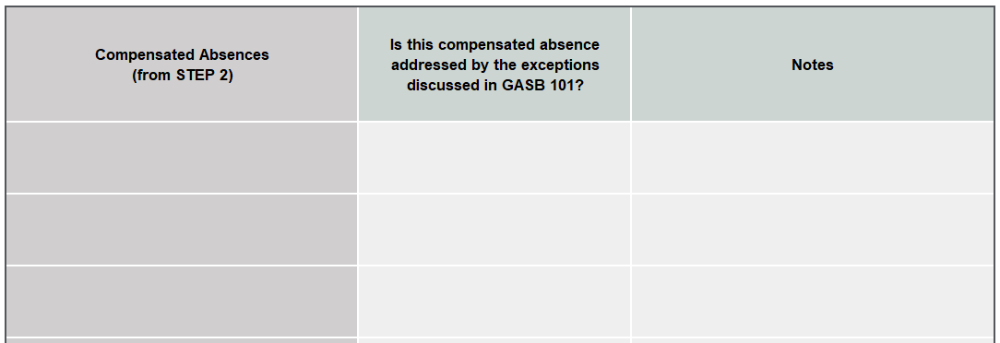 Compensated Absences
(from STEP 2)
Is this compensated absence
addressed by the exceptions
discussed in GASB 101?
Notes